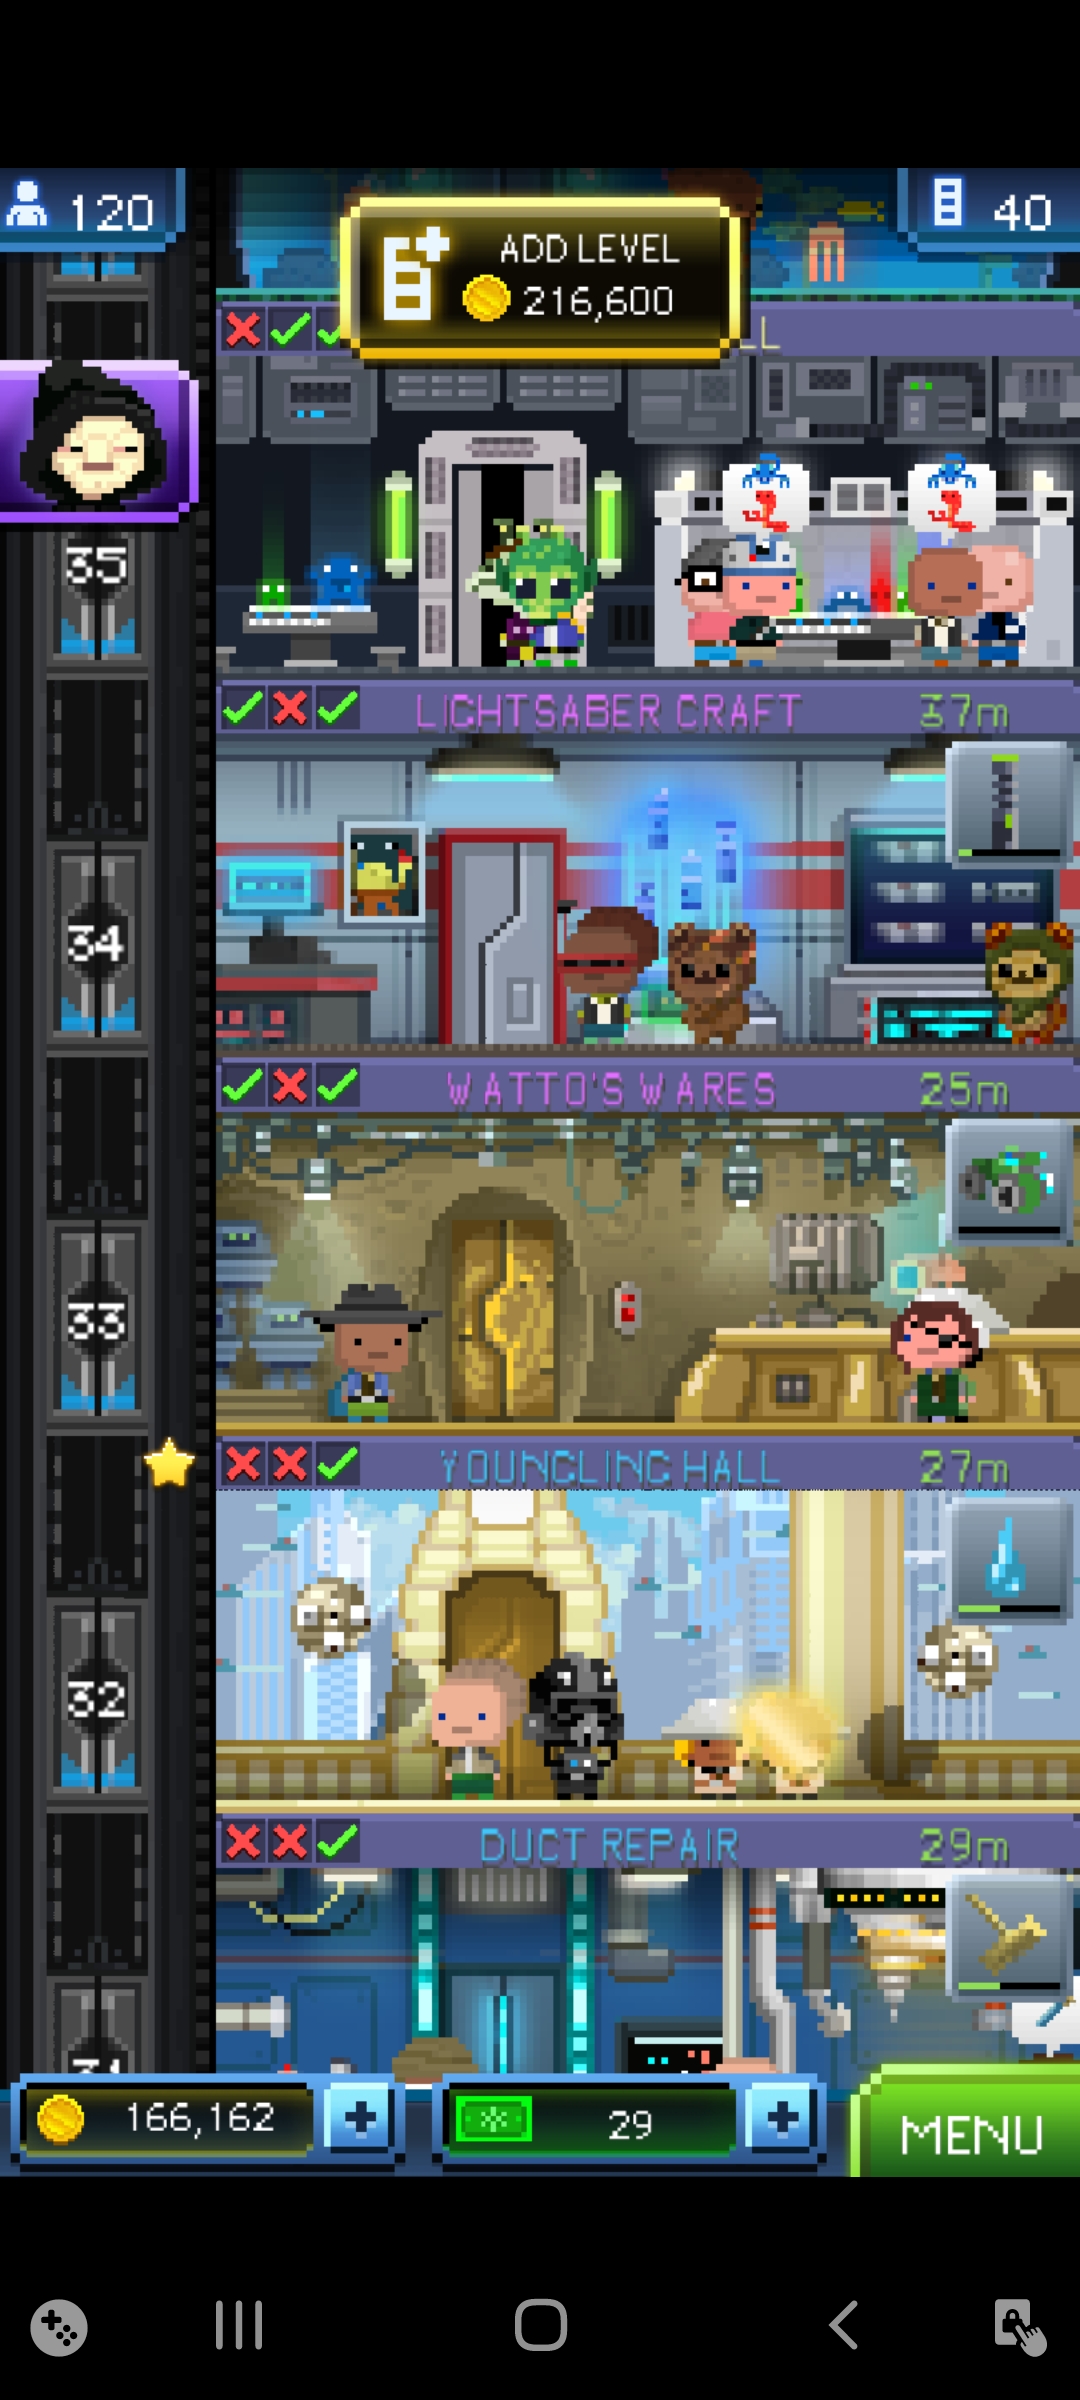 120
40
ADD LEVEL
216,600
35
LIGHTSABER CRAFT 37m
34
WATTO'S WARES 25m
33
YOUNGLING HALL 27m
32
DUCT REPAIR 29m
31
166,162
29
MENU